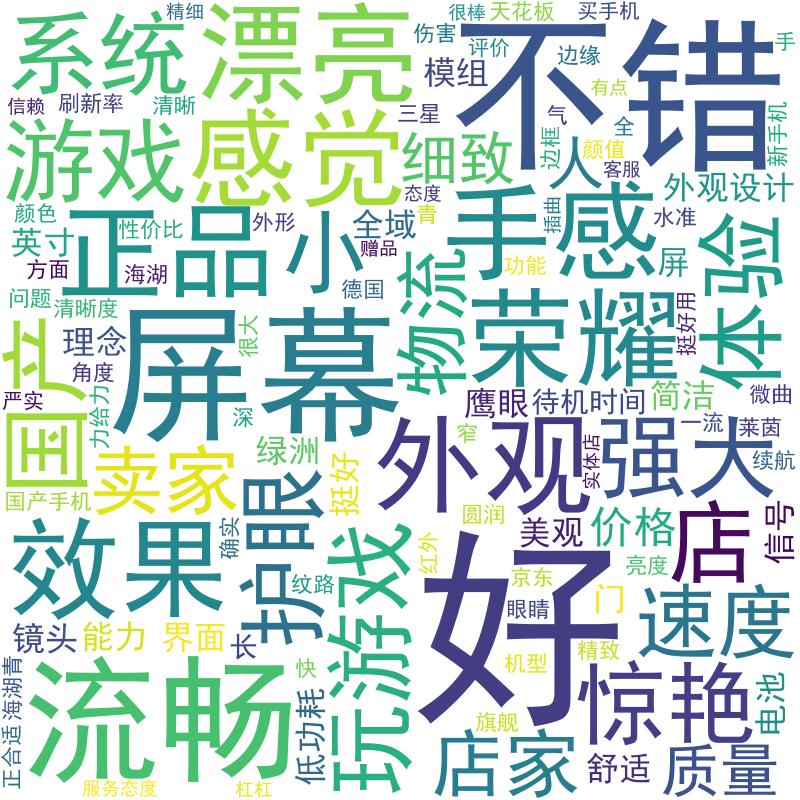 精细
很棒
天花板
买手机
系统
漂亮
伤害
不错
评价
边缘
手
模组
有点
信赖
刷新率
清晰
三星
气
全
新手机
游戏
感觉
细致
边框
人
颜值
客服
外观设计
颜色
正品
性价比
外形
小
全域
态度
青
手感
插曲
水准
体验
英寸
方面
海湖
赠品
物流
功能
屏
问题
清晰度
德国
荣耀
挺好用
理念
很大
屏幕
国产
角度
严实
力给力
深
鹰眼
待机时间
简洁
微曲
一流
莱茵
窄
外观
实体店
强大
续航
卖家
绿洲
挺好
国产手机
护眼
圆润
美观
价格
店
信号
效果
确实
红外
玩游戏
好
京东
亮度
纹路
眼睛
门
速度
镜头
能力
界面
长
精致
机型
流畅
快
低功耗
惊艳
电池
海湖青
正合适
旗舰
店家
舒适
质量
服务态度
杠杠